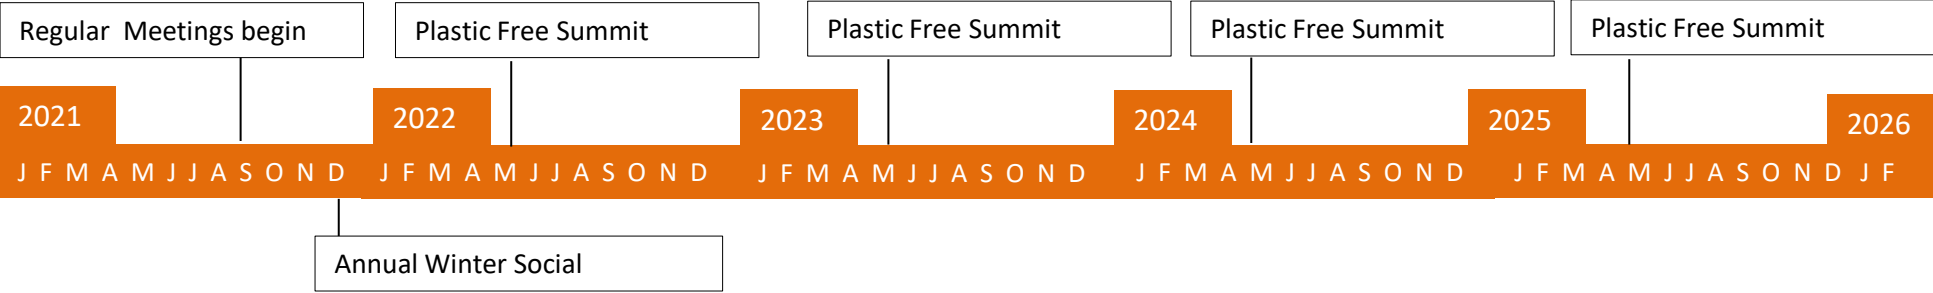 Regular  Meetings begin
Plastic Free Summit
Plastic Free Summit
Plastic Free Summit
Plastic Free Summit
2021
2022
2023
2024
2025
2026
J F M A M J J A S O N D
J F M A M J J A S O N D
J F M A M J J A S O N D
J F M A M J J A S O N D
J F M A M J J A S O N D
J F
Annual Winter Social